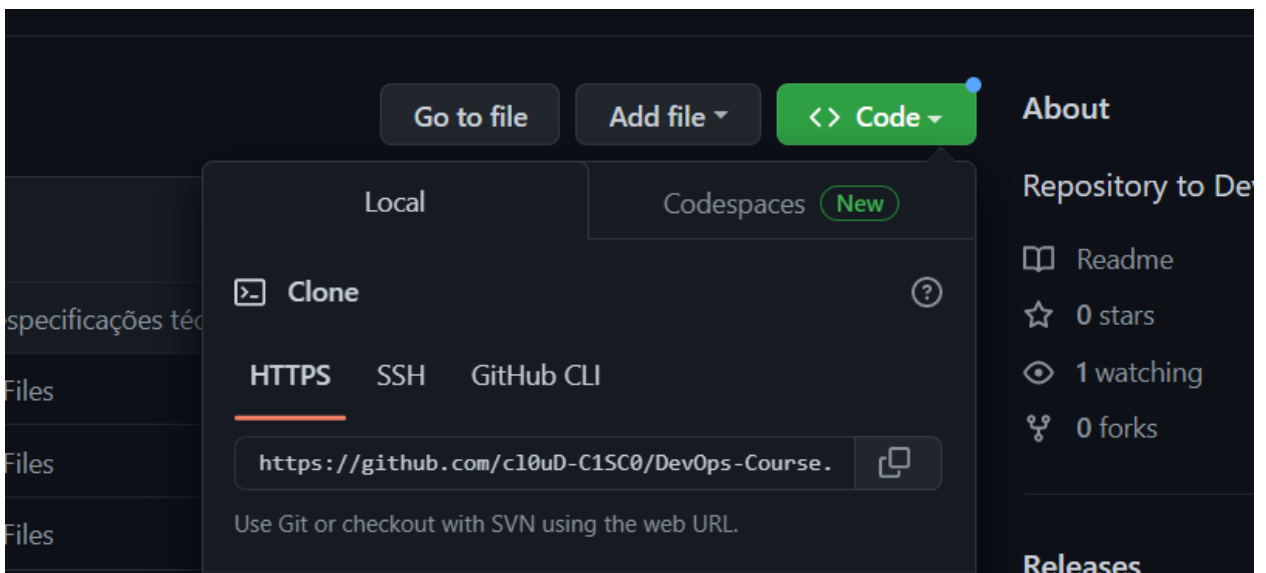 Go to file
Add file
<> Code
About
Local
Codespaces New
Repository to De
Readme
Clone
0 stars
especificações téc
HTTPS SSH GitHub CLI
1 watching
Files
0 forks
https://github.com/cl0uD-C1SC0/DevOps-Course.
Files
Use Git or checkout with SVN using the web URL.
Files
Releases